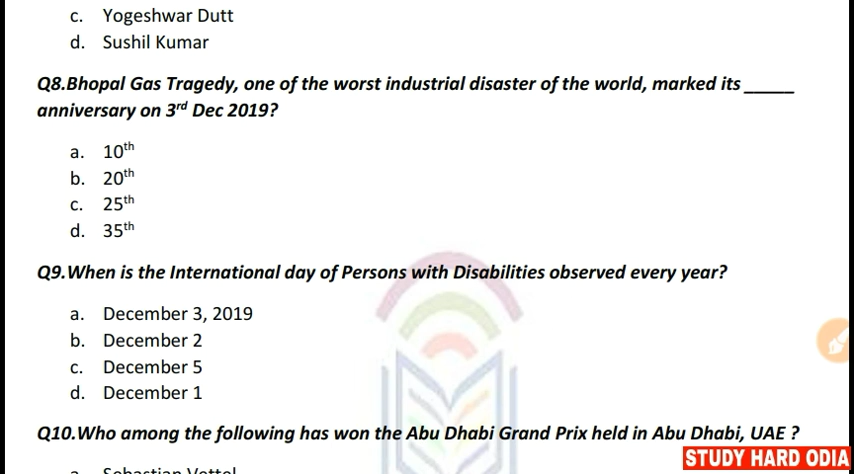 c. Yogeshwar Dutt
d. Sushil Kumar
Q8.Bhopal Gas Tragedy, one of the worst industrial disaster of the world, marked its _____
anniversary on 3rd Dec 2019?
a. 10th
b. 20th
c. 25th
d. 35th
Q9.When is the International day of Persons with Disabilities observed every year?
a. December 3, 2019
b. December 2
c. December 5
d. December 1
Q10.Who among the following has won the Abu Dhabi Grand Prix held in Abu Dhabi, UAE ?
a. Sebastian Vettel
STUDY HARD ODIA